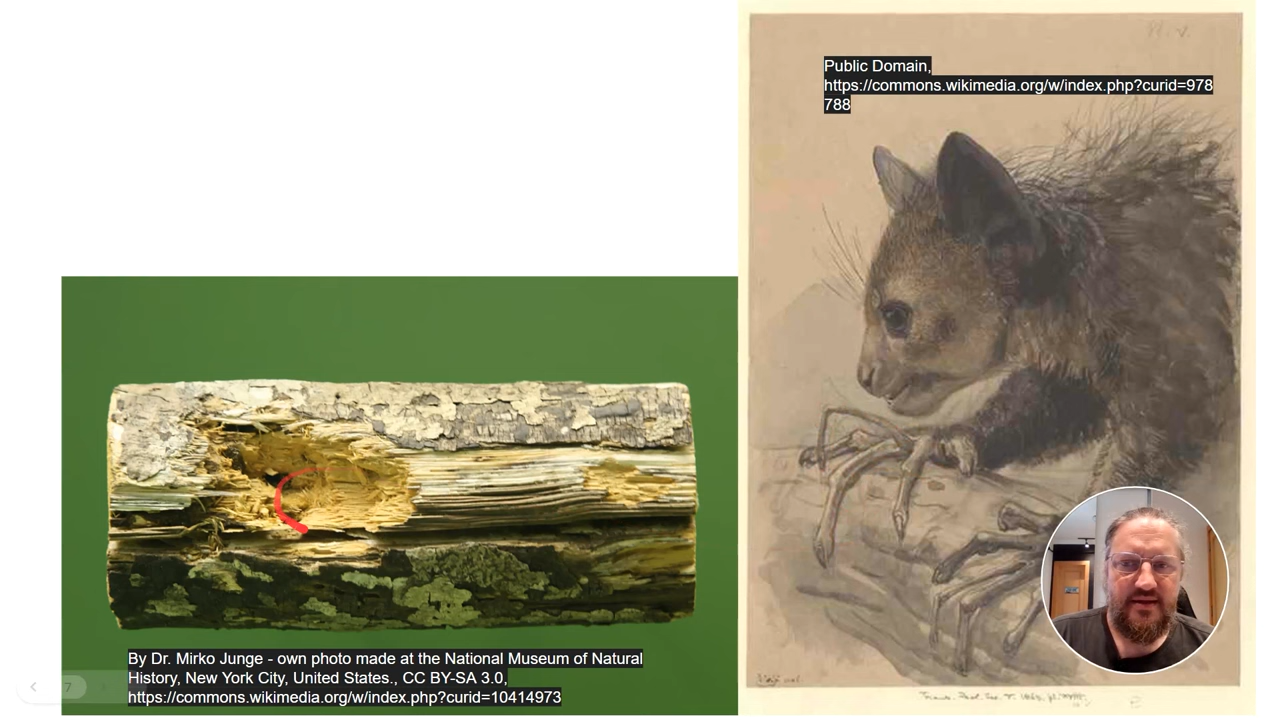 Public Domain,
https://commons.wikimedia.org/w/index.php?curid=978
788
By Dr. Mirko Junge - own photo made at the National Museum of Natural
History, New York City, United States., CC BY-SA 3.0,
https://commons.wikimedia.org/w/index.php?curid=10414973
7